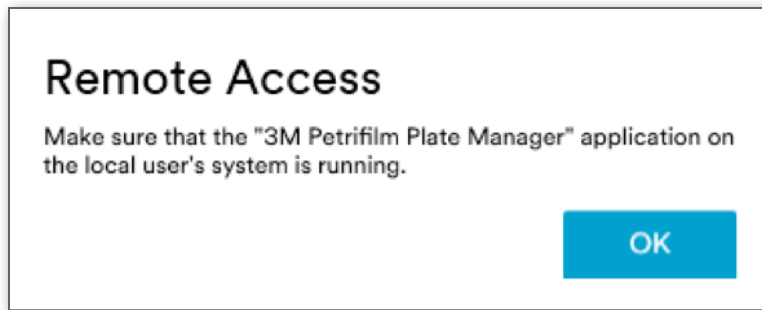 Remote Access
Make sure that the "3M Petrifilm Plate Manager" application on
the local user's system is running.
OK